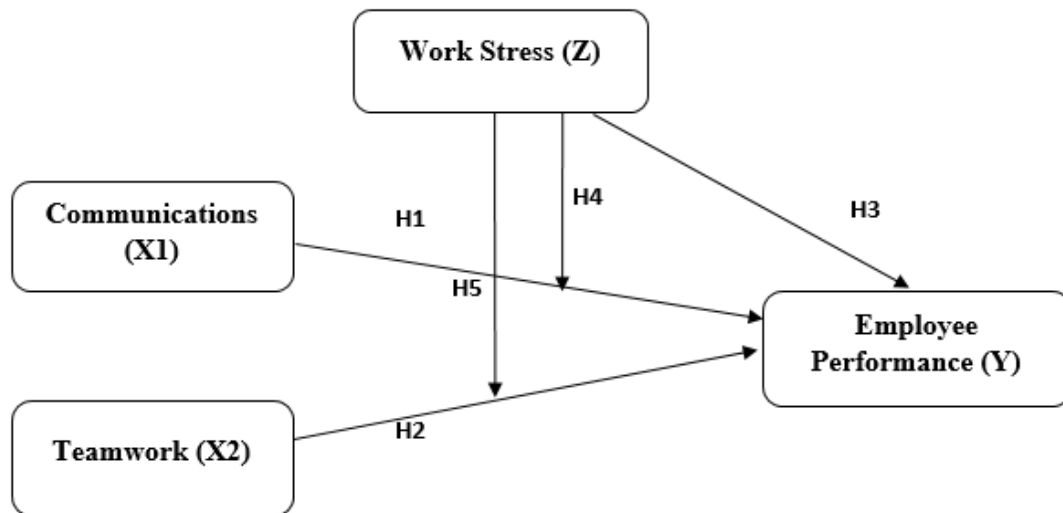 Work Stress (Z)
Communications
(X1)
H1
H4
H3
H5
Employee
Performance (Y)
Teamwork (X2)
H2